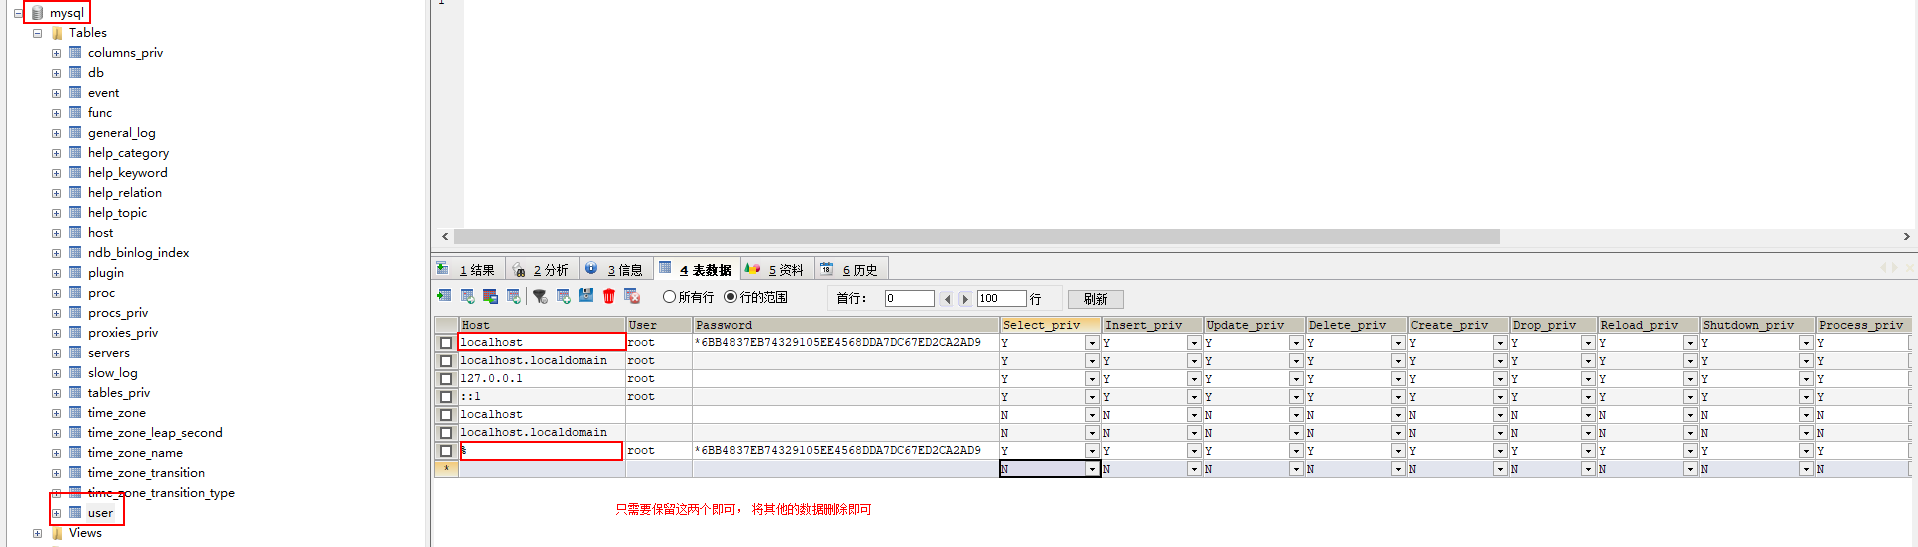 mysql
Tables
columns_priv
db
event
func
general_log
help_category
help_keyword
help_relation
help_topic
host
ndb_binlog_index
plugin
proc
procs_priv
proxies_priv
servers
slow_log
tables_priv
time_zone
time_zone_leap_second
time_zone_name
time_zone_transition
time_zone_transition_type
user
Views
1
1 结果 2 分析 3 信息 4 表数据 5 资料 6 历史
所有行 行的范围 首行: 0 100 行 刷新
Host User Password Select_priv Insert_priv Update_priv Delete_priv Create_priv Drop_priv Reload_priv Shutdown_priv Process_priv
localhost root *6BB4837EB74329105EE4568DDA7DC67ED2CA2AD9 Y Y Y Y Y Y Y Y Y
localhost.localdomain root Y Y Y Y Y Y Y Y Y
127.0.0.1 root Y Y Y Y Y Y Y Y Y
::1 root Y Y Y Y Y Y Y Y Y
localhost N N N N N N N N N
localhost.localdomain N N N N N N N N N
% root *6BB4837EB74329105EE4568DDA7DC67ED2CA2AD9 Y Y Y Y Y Y Y Y Y
* N N N N N N N N N
只需要保留这两个即可，将其他的数据删除即可